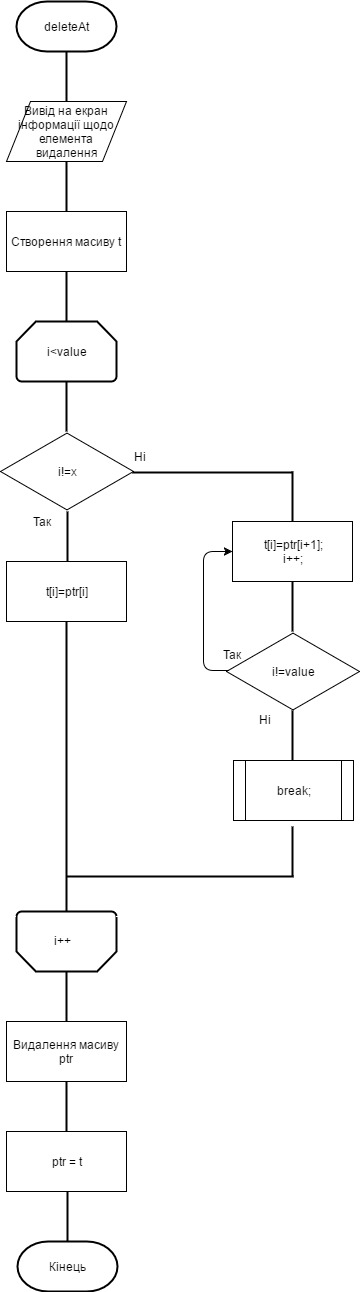 deleteAt
Вивід на екран
інформації щодо
елемента
видалення
Створення масиву t
i<value
i!=x
Ні
Так
t[i]=ptr[i]
t[i]=ptr[i+1];
i++;
Так
i!=value
Ні
break;
i++
Видалення масиву
ptr
ptr = t
Кінець